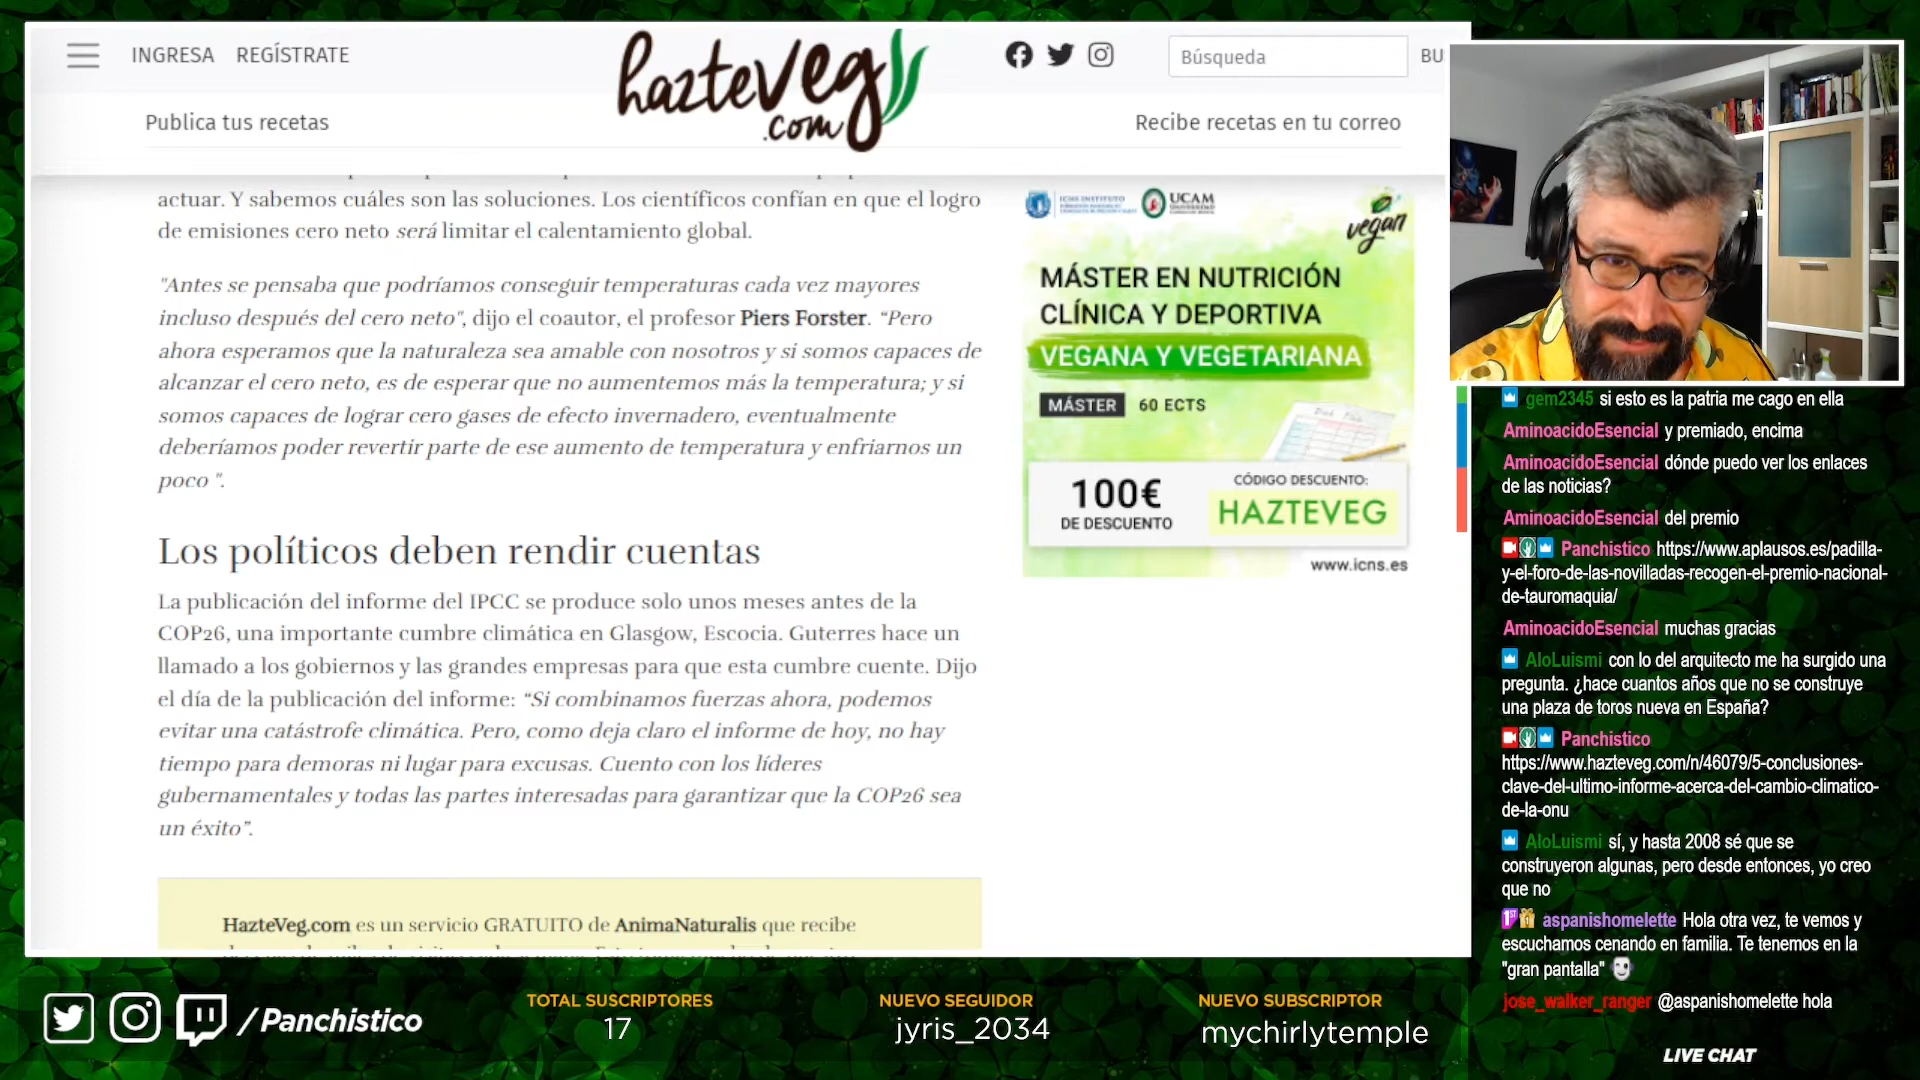 INGRESA REGÍSTRATE
hazteveg
.com
Búsqueda
BU
Publica tus recetas
Recibe recetas en tu correo
actuar. Y sabemos cuáles son las soluciones. Los científicos confían en que el logro
de emisiones cero neto será limitar el calentamiento global.
"Antes se pensaba que podríamos conseguir temperaturas cada vez mayores
incluso después del cero neto", dijo el coautor, el profesor Piers Forster. “Pero
ahora esperamos que la naturaleza sea amable con nosotros y si somos capaces de
alcanzar el cero neto, es de esperar que no aumentemos más la temperatura; y si
somos capaces de lograr cero gases de efecto invernadero, eventualmente
deberíamos poder revertir parte de ese aumento de temperatura y enfriarnos un
poco ".
Los políticos deben rendir cuentas
La publicación del informe del IPCC se produce solo unos meses antes de la
COP26, una importante cumbre climática en Glasgow, Escocia. Guterres hace un
llamado a los gobiernos y las grandes empresas para que esta cumbre cuente. Dijo
el día de la publicación del informe: “Si combinamos fuerzas ahora, podemos
evitar una catástrofe climática. Pero, como deja claro el informe de hoy, no hay
tiempo para demoras ni lugar para excusas. Cuento con los líderes
gubernamentales y todas las partes interesadas para garantizar que la COP26 sea
un éxito”.
HazteVeg.com es un servicio GRATUITO de AnimaNaturalis que recibe
ICNS INSTITUTO
UCAM
vegan
MÁSTER EN NUTRICIÓN
CLÍNICA Y DEPORTIVA
VEGANA Y VEGETARIANA
MÁSTER 60 ECTS
100€
DE DESCUENTO
CÓDIGO DESCUENTO:
HAZTEVEG
www.icns.es
gem2345 si esto es la patria me cago en ella
AminoacidoEsencial y premiado, encima
AminoacidoEsencial dónde puedo ver los enlaces
de las noticias?
AminoacidoEsencial del premio
Panchistico https://www.aplausos.es/padilla-
y-el-foro-de-las-novilladas-recogen-el-premio-nacional-
de-tauromaquia/
AminoacidoEsencial muchas gracias
AloLuismi con lo del arquitecto me ha surgido una
pregunta. ¿hace cuantos años que no se construye
una plaza de toros nueva en España?
Panchistico
https://www.hazteveg.com/n/46079/5-conclusiones-
clave-del-ultimo-informe-acerca-del-cambio-climatico-
de-la-onu
AloLuismi sí, y hasta 2008 sé que se
construyeron algunas, pero desde entonces, yo creo
que no
1ST aspanishomelette Hola otra vez, te vemos y
escuchamos cenando en familia. Te tenemos en la
"gran pantalla"
jose_walker_ranger @aspanishomelette hola
LIVE CHAT
/Panchistico
TOTAL SUSCRIPTORES
17
NUEVO SEGUIDOR
jyris_2034
NUEVO SUBSCRIPTOR
mychirlytemple